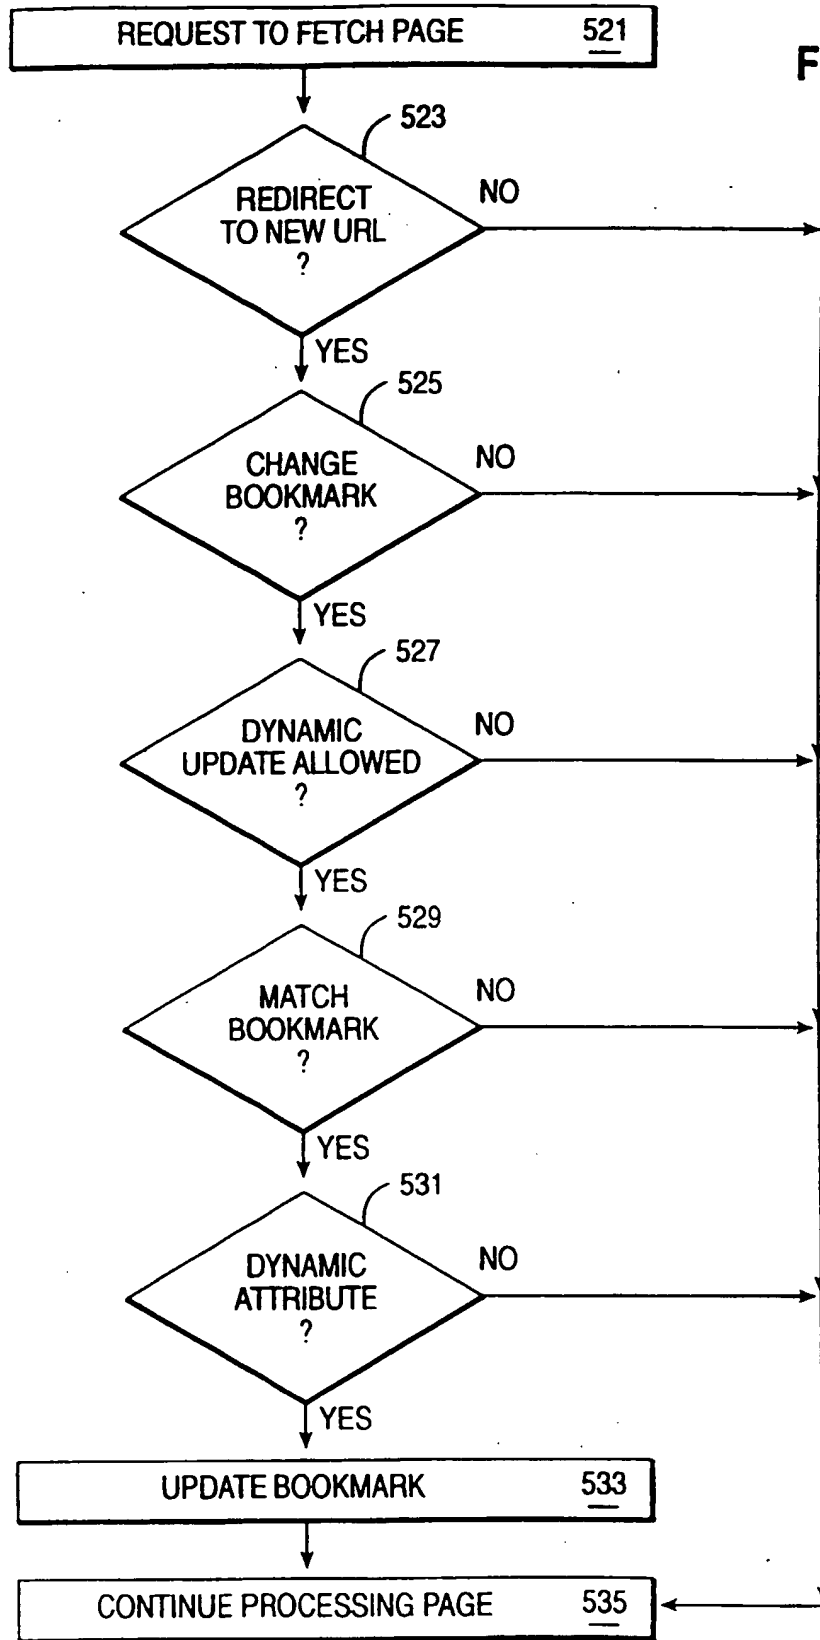 REQUEST TO FETCH PAGE 521
F
523
REDIRECT
TO NEW URL
?
NO
YES
525
CHANGE
BOOKMARK
?
NO
YES
527
DYNAMIC
UPDATE ALLOWED
?
NO
YES
529
MATCH
BOOKMARK
?
NO
YES
531
DYNAMIC
ATTRIBUTE
?
NO
YES
UPDATE BOOKMARK 533
CONTINUE PROCESSING PAGE 535